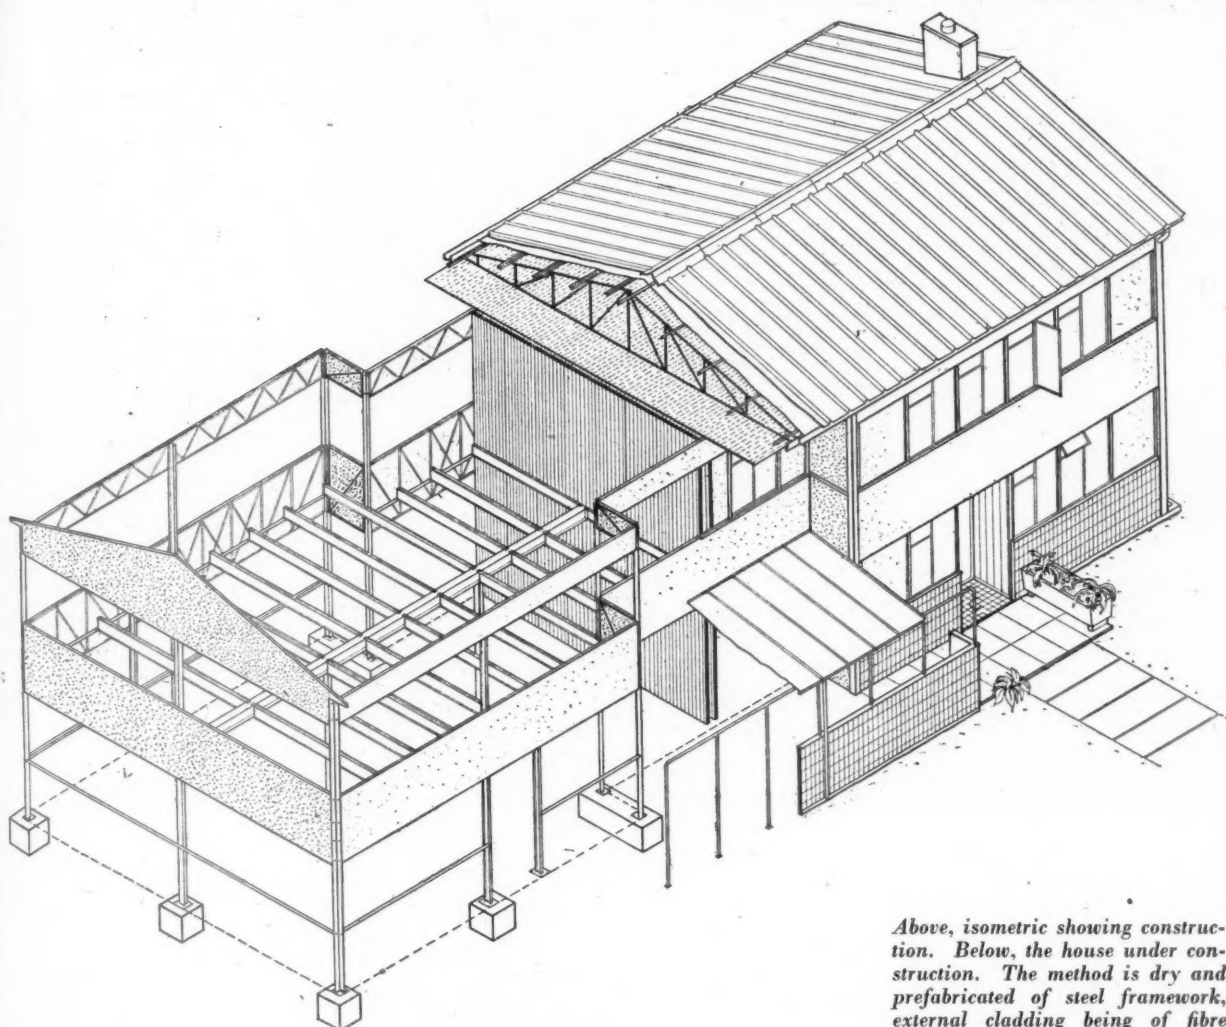 Above, isometric showing construc-
tion. Below, the house under con-
struction. The method is dry and
prefabricated of steel framework,
external cladding being of fibre